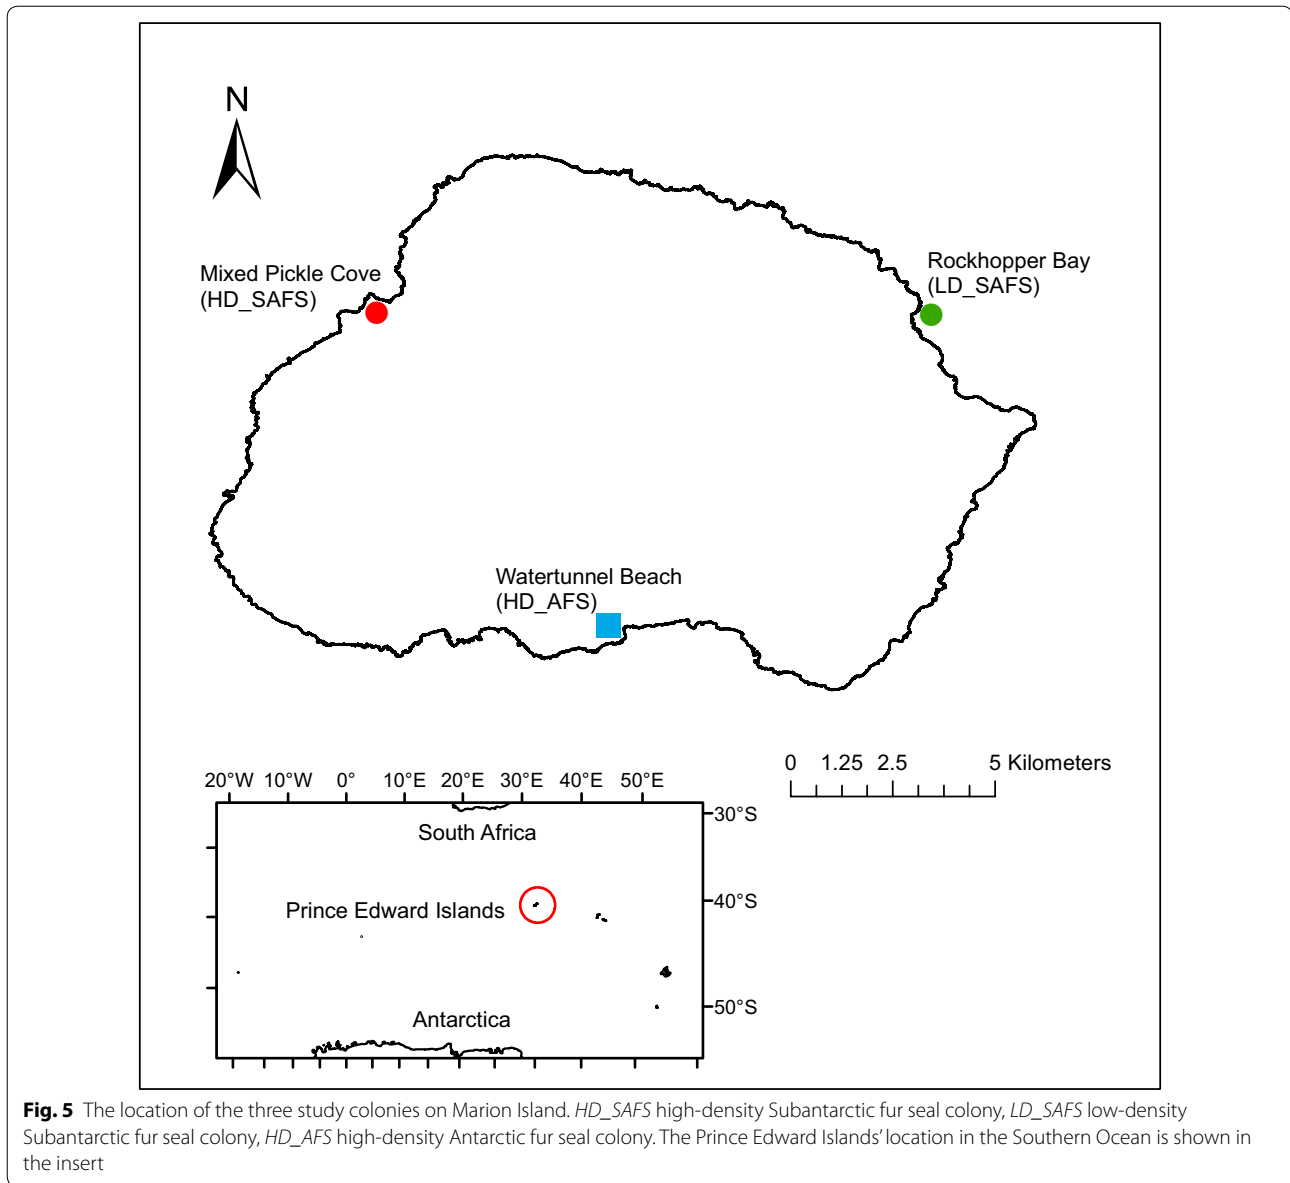 N
Mixed Pickle Cove
(HD_SAFS)
Rockhopper Bay
(LD_SAFS)
Watertunnel Beach
(HD_AFS)
0 1.25 2.5 5 Kilometers
20°W 10°W 0° 10°E 20°E 30°E 40°E 50°E
30°S
South Africa
40°S
Prince Edward Islands
50°S
Antarctica
Fig. 5 The location of the three study colonies on Marion Island. HD_SAFS high-density Subantarctic fur seal colony, LD_SAFS low-density
Subantarctic fur seal colony, HD_AFS high-density Antarctic fur seal colony. The Prince Edward Islands’ location in the Southern Ocean is shown in
the insert